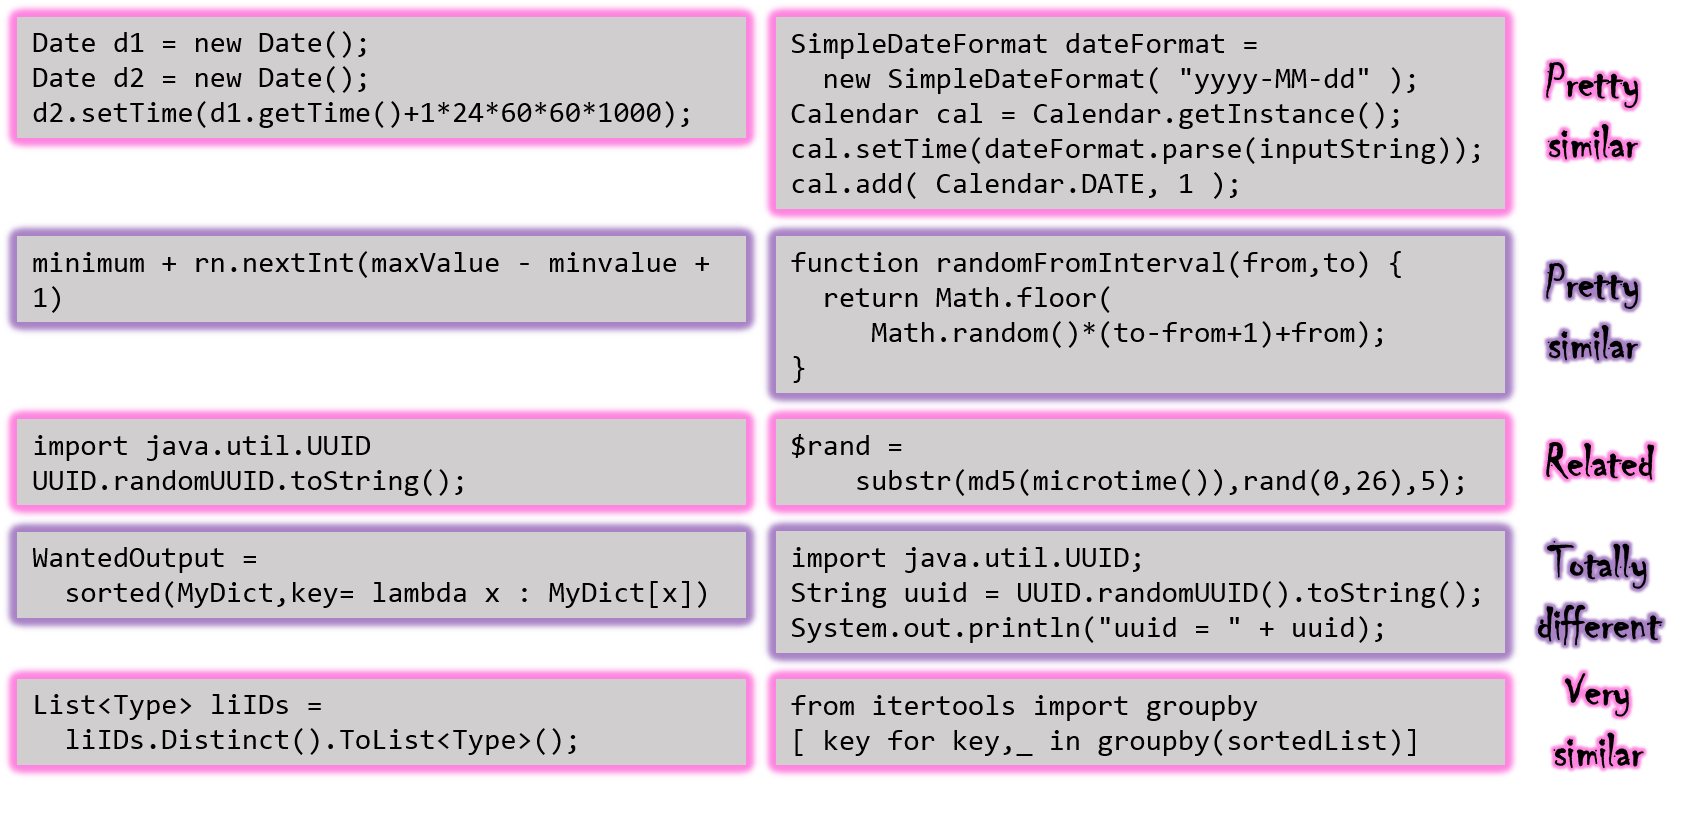 Date d1 = new Date();
Date d2 = new Date();
d2.setTime(d1.getTime()+1*24*60*60*1000);
SimpleDateFormat dateFormat =
  new SimpleDateFormat( "yyyy-MM-dd" );
Calendar cal = Calendar.getInstance();
cal.setTime(dateFormat.parse(inputString));
cal.add( Calendar.DATE, 1 );
Pretty
similar
minimum + rn.nextInt(maxValue - minvalue +
1)
function randomFromInterval(from,to) {
  return Math.floor(
     Math.random()*(to-from+1)+from);
}
Pretty
similar
import java.util.UUID
UUID.randomUUID.toString();
$rand =
    substr(md5(microtime()),rand(0,26),5);
Related
WantedOutput =
  sorted(MyDict,key= lambda x : MyDict[x])
import java.util.UUID;
String uuid = UUID.randomUUID().toString();
System.out.println("uuid = " + uuid);
Totally
different
List<Type> liIDs =
  liIDs.Distinct().ToList<Type>();
from itertools import groupby
[ key for key,_ in groupby(sortedList)]
Very
similar